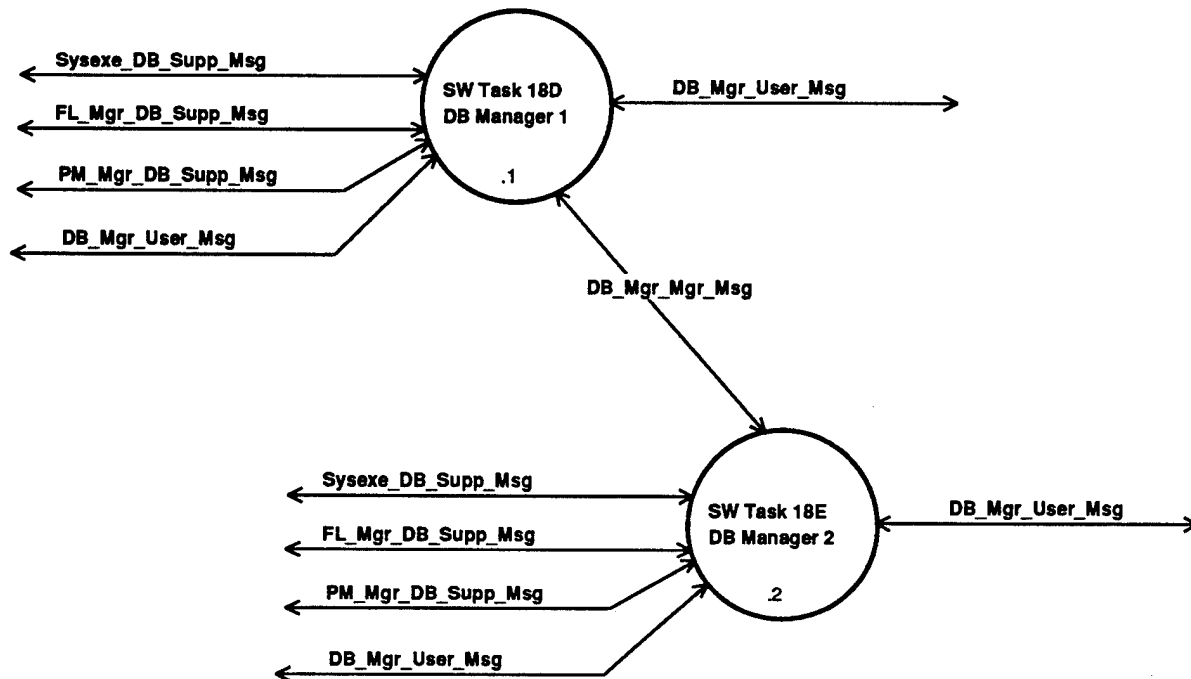 Sysexe_DB_Supp_Msg
FL_Mgr_DB_Supp_Msg
PM_Mgr_DB_Supp_Msg
DB_Mgr_User_Msg
SW Task 18D
DB Manager 1
.1
DB_Mgr_User_Msg
DB_Mgr_Mgr_Msg
Sysexe_DB_Supp_Msg
FL_Mgr_DB_Supp_Msg
PM_Mgr_DB_Supp_Msg
DB_Mgr_User_Msg
SW Task 18E
DB Manager 2
.2
DB_Mgr_User_Msg